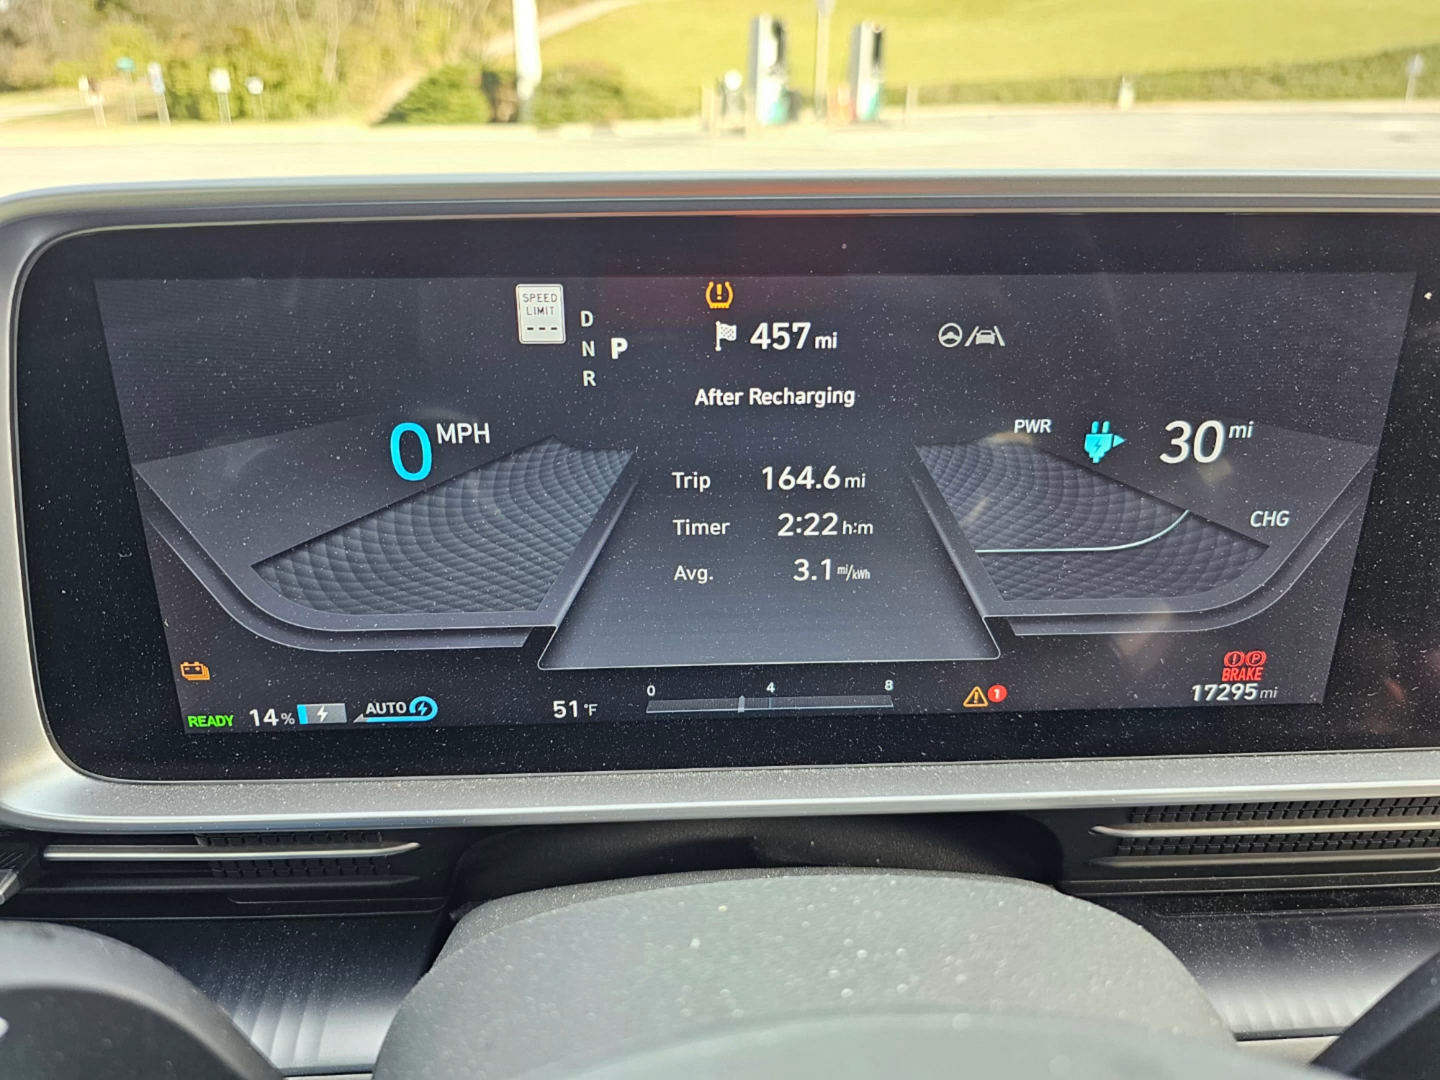 SPEED
LIMIT
---
D
N P
R
457 mi
After Recharging
0 MPH
PWR 30 mi
Trip 164.6 mi
Timer 2:22 h:m
Avg. 3.1 mi/kWh
CHG
BRAKE
READY 14% AUTO
51°F
0 4 8
1
17295 mi